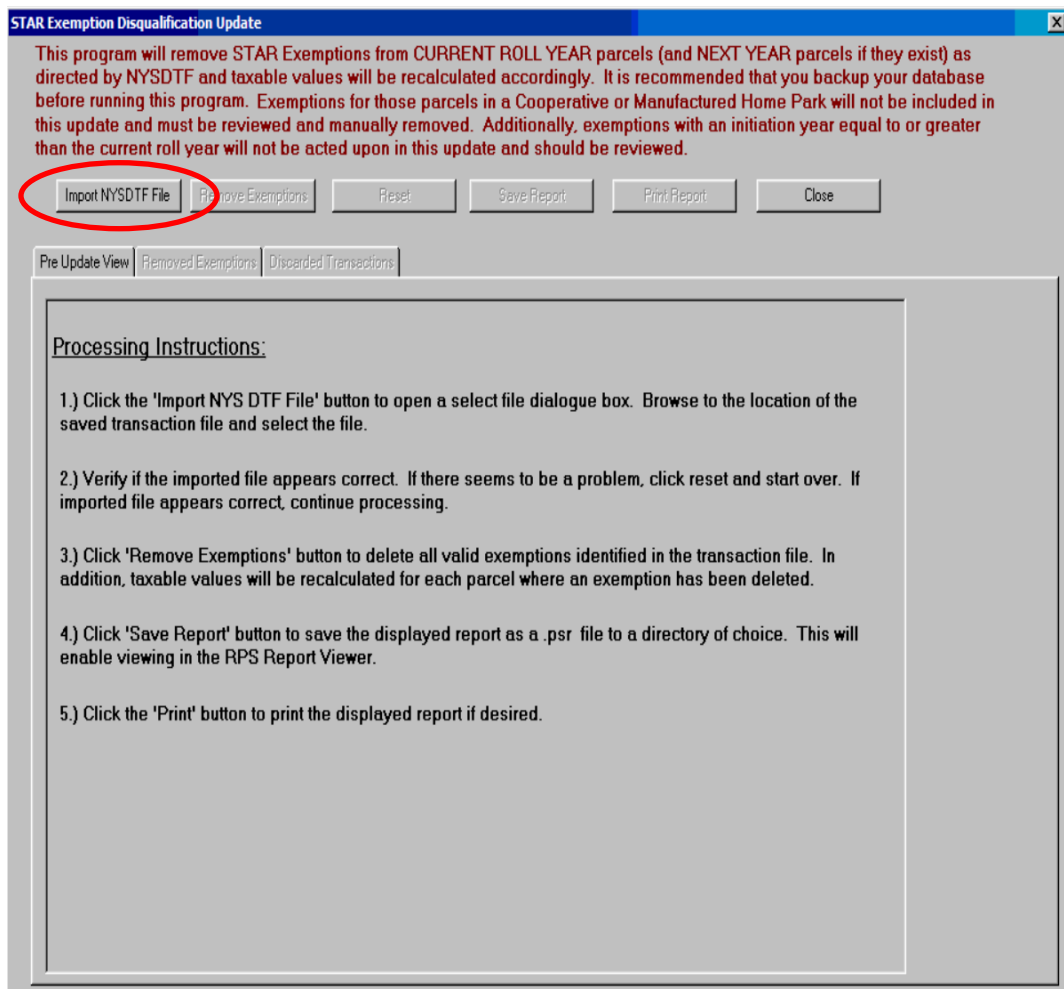 STAR Exemption Disqualification Update
This program will remove STAR Exemptions from CURRENT ROLL YEAR parcels (and NEXT YEAR parcels if they exist) as
directed by NYSDTF and taxable values will be recalculated accordingly. It is recommended that you backup your database
before running this program. Exemptions for those parcels in a Cooperative or Manufactured Home Park will not be included in
this update and must be reviewed and manually removed. Additionally, exemptions with an initiation year equal to or greater
than the current roll year will not be acted upon in this update and should be reviewed.
Import NYSDTF File Remove Exemptions Reset Save Report Print Report Close
Pre Update View Removed Exemptions Discarded Transactions
Processing Instructions:
1.) Click the 'Import NYS DTF File' button to open a select file dialogue box. Browse to the location of the
saved transaction file and select the file.
2.) Verify if the imported file appears correct. If there seems to be a problem, click reset and start over. If
imported file appears correct, continue processing.
3.) Click 'Remove Exemptions' button to delete all valid exemptions identified in the transaction file. In
addition, taxable values will be recalculated for each parcel where an exemption has been deleted.
4.) Click 'Save Report' button to save the displayed report as a .psr file to a directory of choice. This will
enable viewing in the RPS Report Viewer.
5.) Click the 'Print' button to print the displayed report if desired.